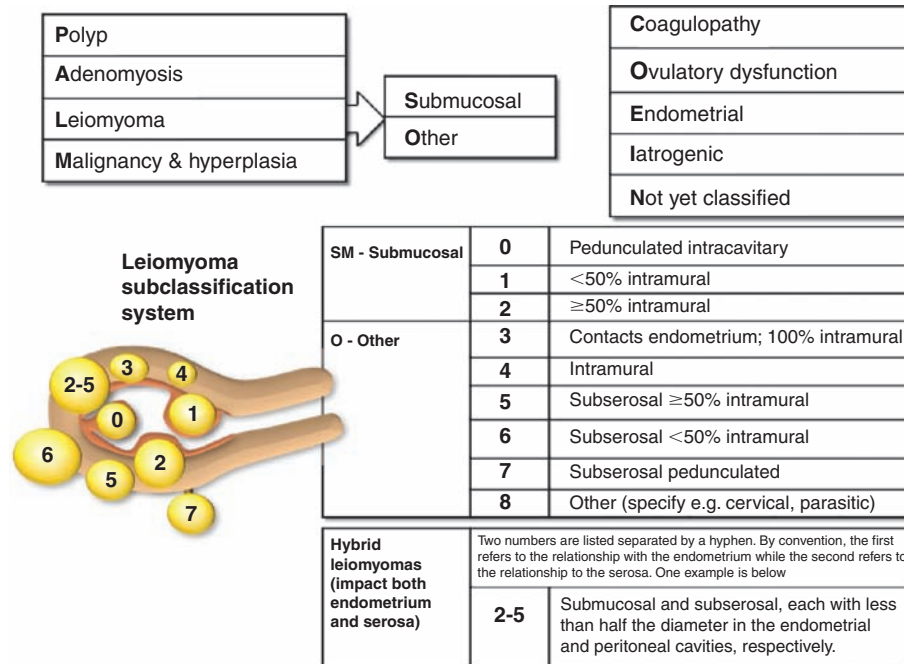 Polyp
Adenomyosis
Leiomyoma
Malignancy & hyperplasia
Submucosal
Other
Coagulopathy
Ovulatory dysfunction
Endometrial
Iatrogenic
Not yet classified
Leiomyoma
subclassification
system
2-5
3
4
0
1
6
5
2
7
SM - Submucosal
0 Pedunculated intracavitary
1 <50% intramural
2 ≥50% intramural
O - Other
3 Contacts endometrium; 100% intramural
4 Intramural
5 Subserosal ≥50% intramural
6 Subserosal <50% intramural
7 Subserosal pedunculated
8 Other (specify e.g. cervical, parasitic)
Hybrid
leiomyomas
(impact both
endometrium
and serosa)
Two numbers are listed separated by a hyphen. By convention, the first
refers to the relationship with the endometrium while the second refers to
the relationship to the serosa. One example is below
2-5
Submucosal and subserosal, each with less
than half the diameter in the endometrial
and peritoneal cavities, respectively.